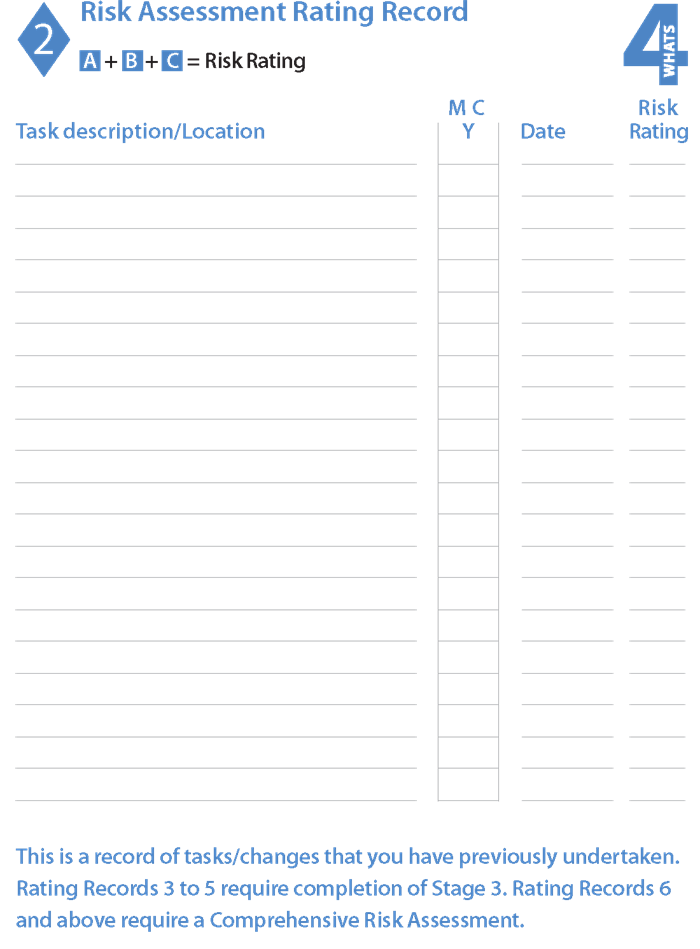 2
Risk Assessment Rating Record
A + B + C = Risk Rating
4
WHATS
Task description/Location
M C
Y
Date
Risk
Rating
This is a record of tasks/changes that you have previously undertaken.
Rating Records 3 to 5 require completion of Stage 3. Rating Records 6
and above require a Comprehensive Risk Assessment.